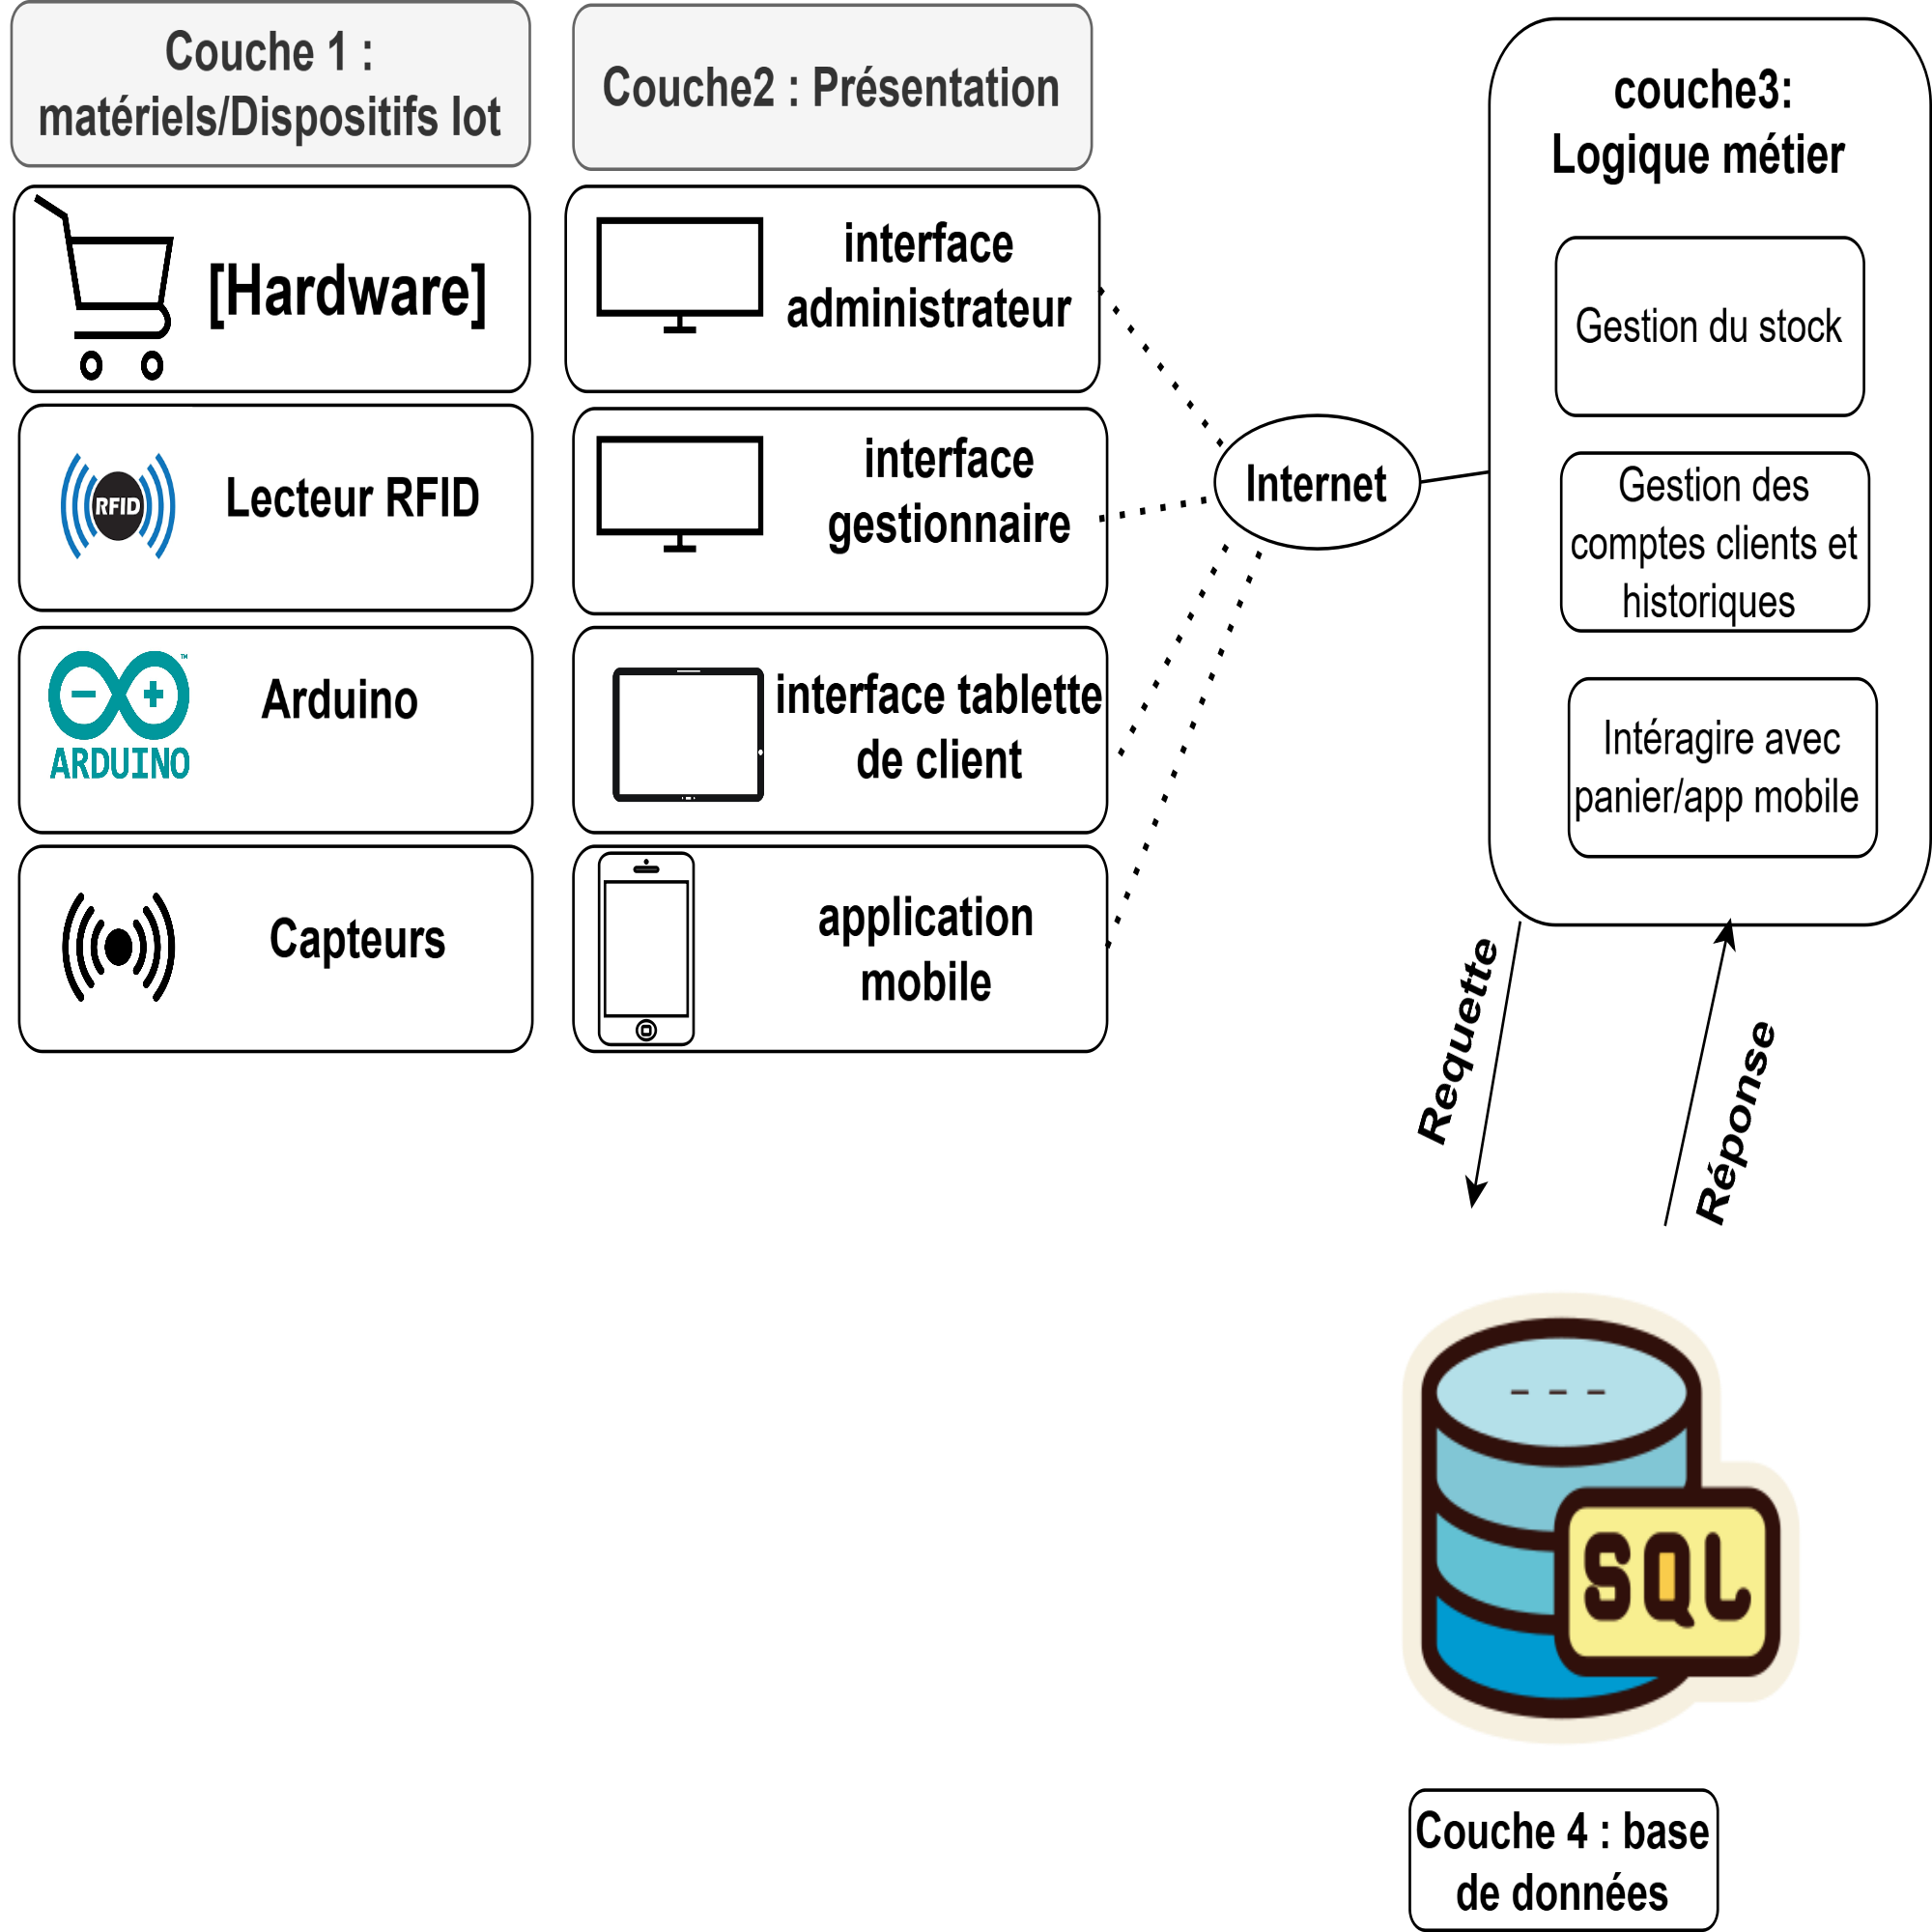 Couche 1 :
matériels/Dispositifs Iot
[Hardware]
RFID
Lecteur RFID
ARDUINO
TM
Arduino
Capteurs
Couche2 : Présentation
interface
administrateur
interface
gestionnaire
interface tablette
de client
application
mobile
Internet
couche3:
Logique métier
Gestion du stock
Gestion des
comptes clients et
historiques
Intéragire avec
panier/app mobile
Requette
Réponse
SQL
Couche 4 : base
de données